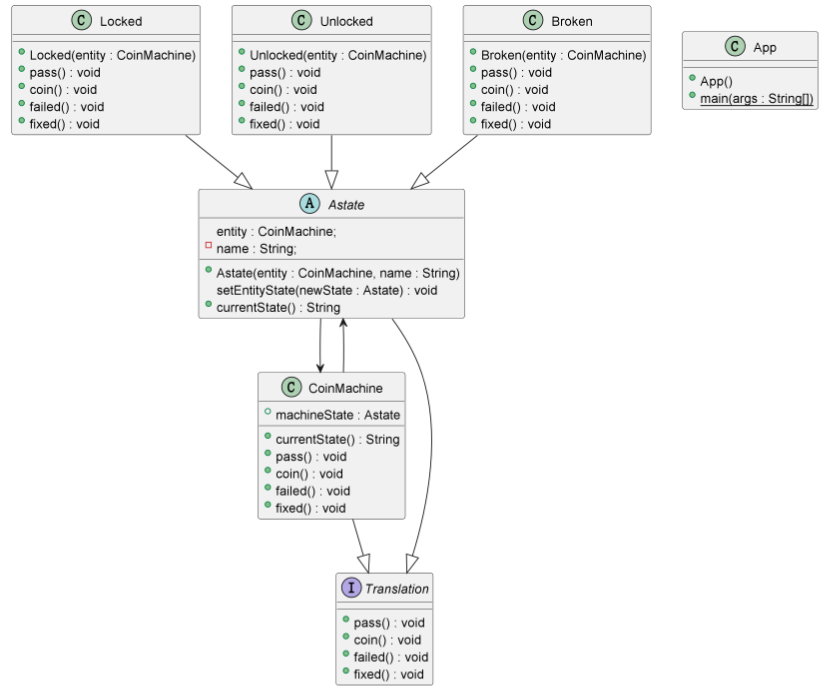 C Locked
Locked(entity : CoinMachine)
pass() : void
coin() : void
failed() : void
fixed() : void
C Unlocked
Unlocked(entity : CoinMachine)
pass() : void
coin() : void
failed() : void
fixed() : void
C Broken
Broken(entity : CoinMachine)
pass() : void
coin() : void
failed() : void
fixed() : void
C App
App()
main(args : String[])
A Astate
entity : CoinMachine;
name : String;
Astate(entity : CoinMachine, name : String)
setEntityState(newState : Astate) : void
currentState() : String
C CoinMachine
machineState : Astate
currentState() : String
pass() : void
coin() : void
failed() : void
fixed() : void
I Translation
pass() : void
coin() : void
failed() : void
fixed() : void